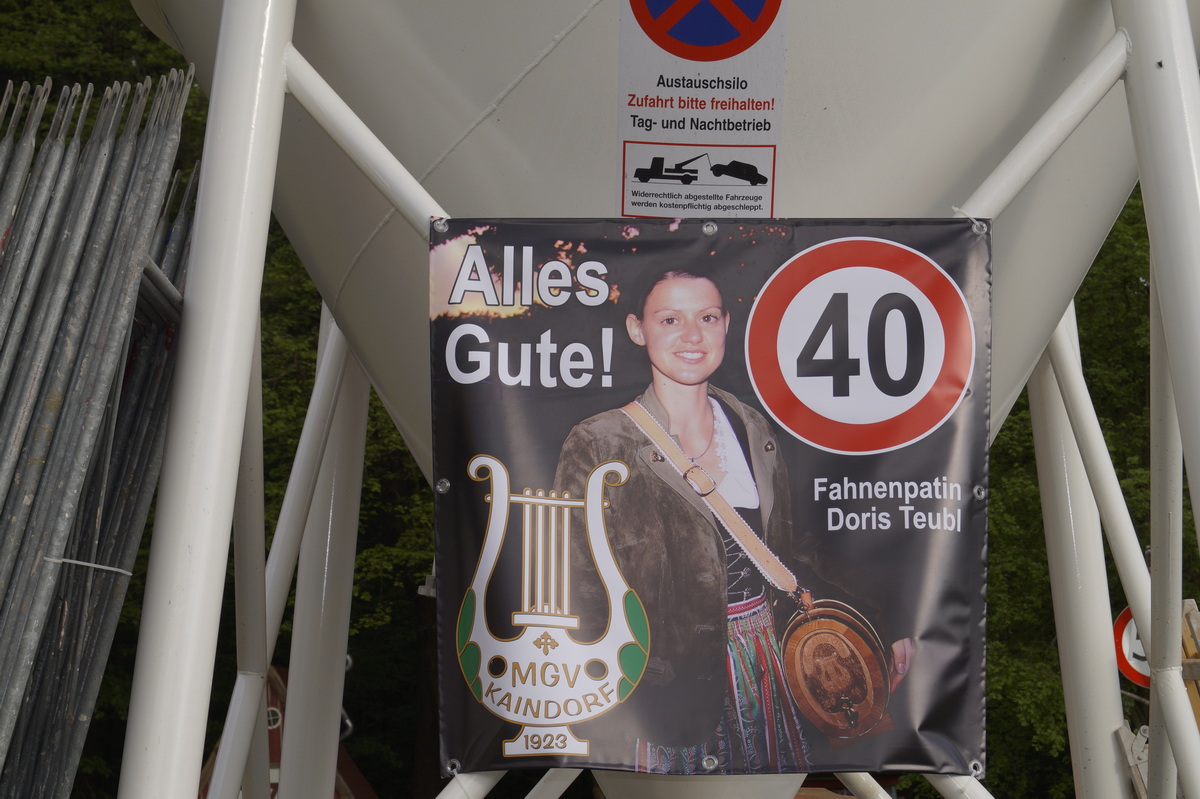 Austauschsilo
Zufahrt bitte freihalten!
Tag- und Nachtbetrieb
Widerrechtlich abgestellte Fahrzeuge
werden kostenpflichtig abgeschleppt.
Alles
Gute!
40
Fahnenpatin
Doris Teubl
MGV
KAINDORF
1923